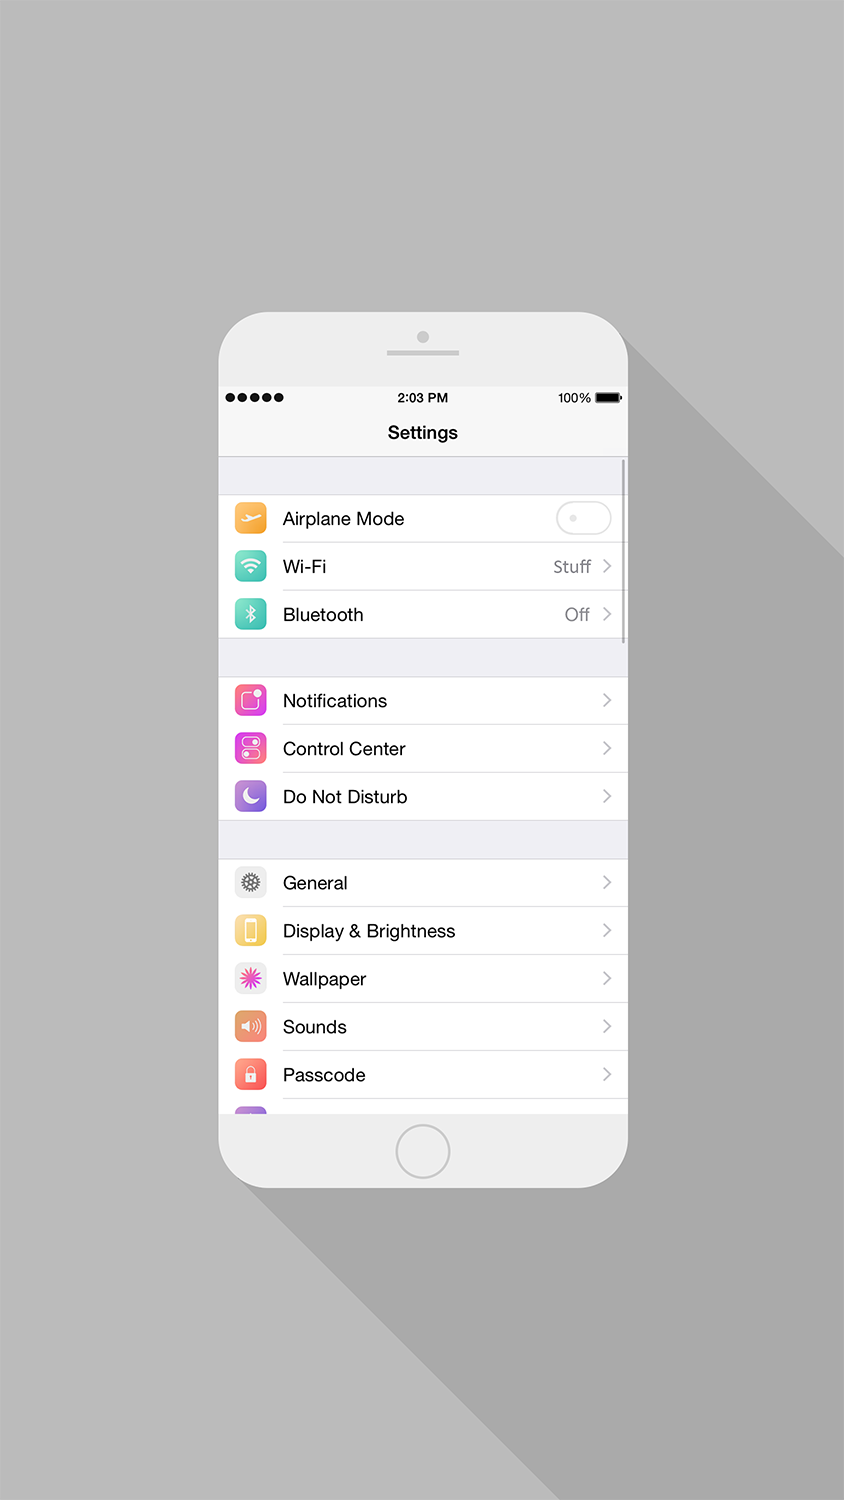 2:03 PM 100%
Settings
Airplane Mode
Wi-Fi Stuff
Bluetooth Off
Notifications
Control Center
Do Not Disturb
General
Display & Brightness
Wallpaper
Sounds
Passcode